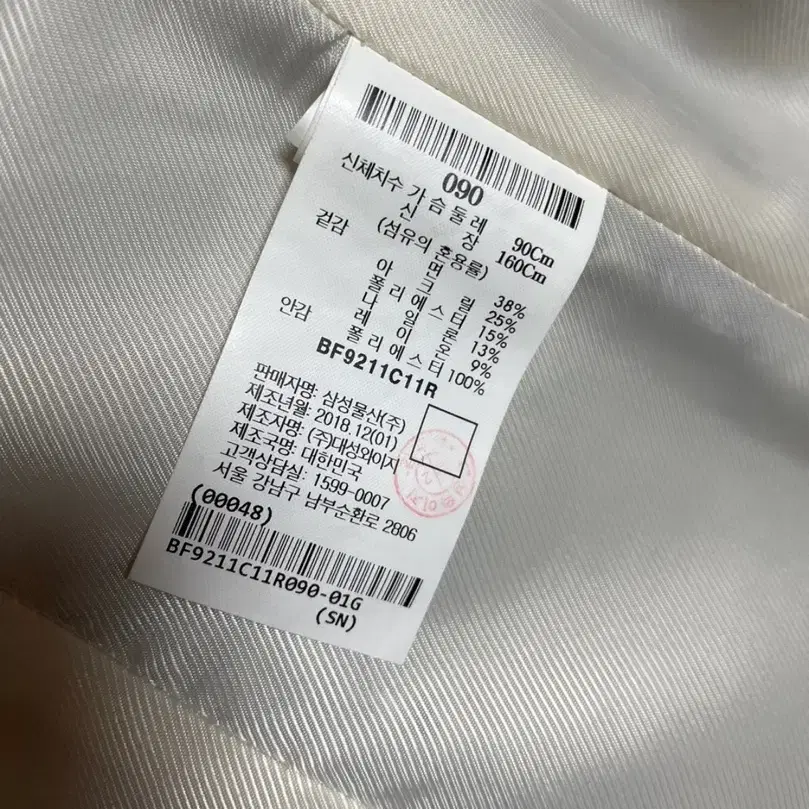 090
신체치수 가슴둘레 90Cm
신장 160Cm
겉감 (섬유의 혼용률)
면 38%
아크릴 25%
폴리에스터 15%
나일론 13%
레이온 9%
안감 폴리에스터 100%
BF9211C11R
판매자명: 삼성물산(주)
제조년월: 2018.12(01)
제조자명: (주)대성와이지
제조국명: 대한민국
고객상담실: 1599-0007
서울 강남구 남부순환로 2806
(00048)
BF9211C11R090-01G
(SN)